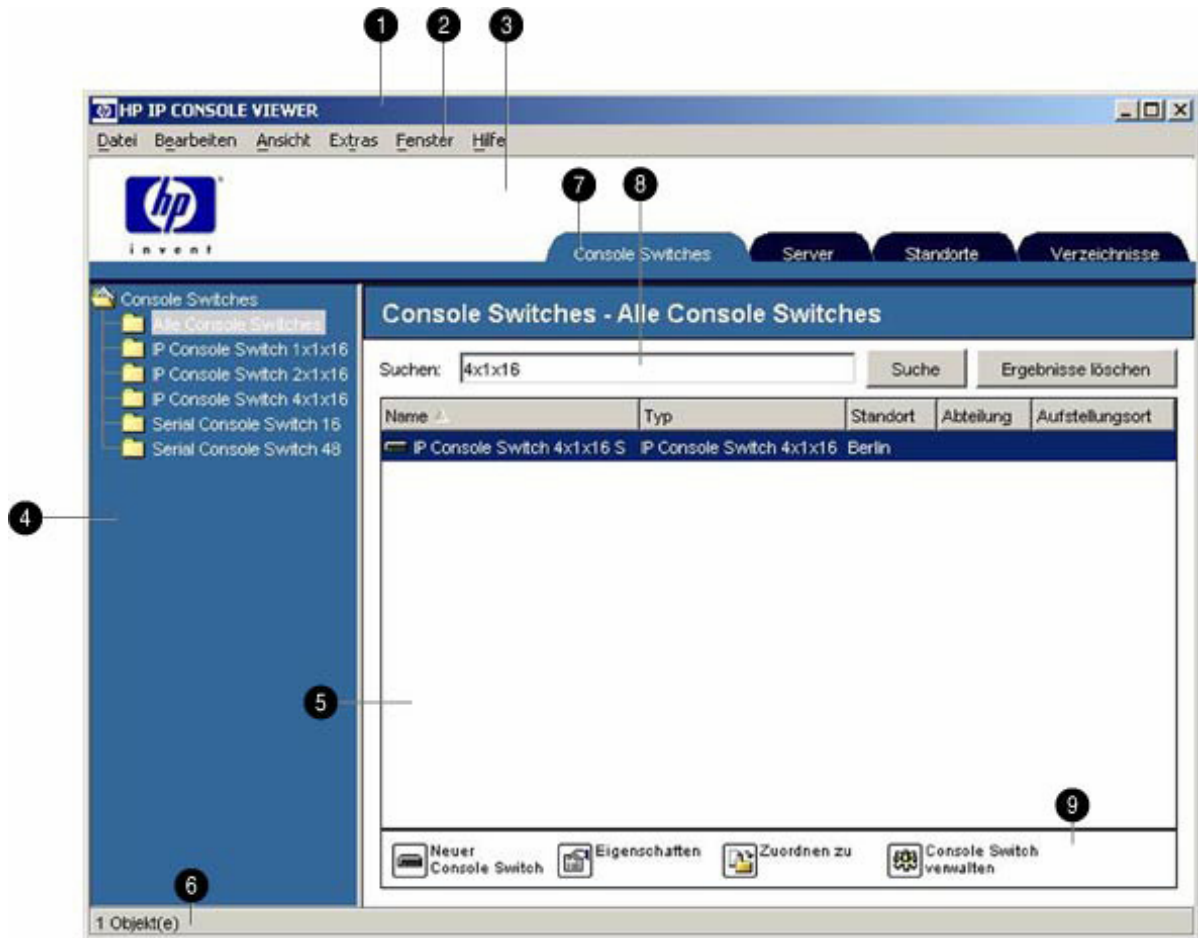 1 2 3
HP IP CONSOLE VIEWER
Datei Bearbeiten Ansicht Extras Fenster Hilfe
hp
invent
7 8
Console Switches Server Standorte Verzeichnisse
Console Switches
Alle Console Switches
IP Console Switch 1x1x16
IP Console Switch 2x1x16
IP Console Switch 4x1x16
Serial Console Switch 16
Serial Console Switch 48
4
Console Switches - Alle Console Switches
Suchen: 4x1x16 Suche Ergebnisse löschen
Name Typ Standort Abteilung Aufstellungsort
IP Console Switch 4x1x16 S IP Console Switch 4x1x16 Berlin
5
9
Neuer Console Switch
Eigenschaften
Zuordnen zu
Console Switch verwalten
6
1 Objekt(e)